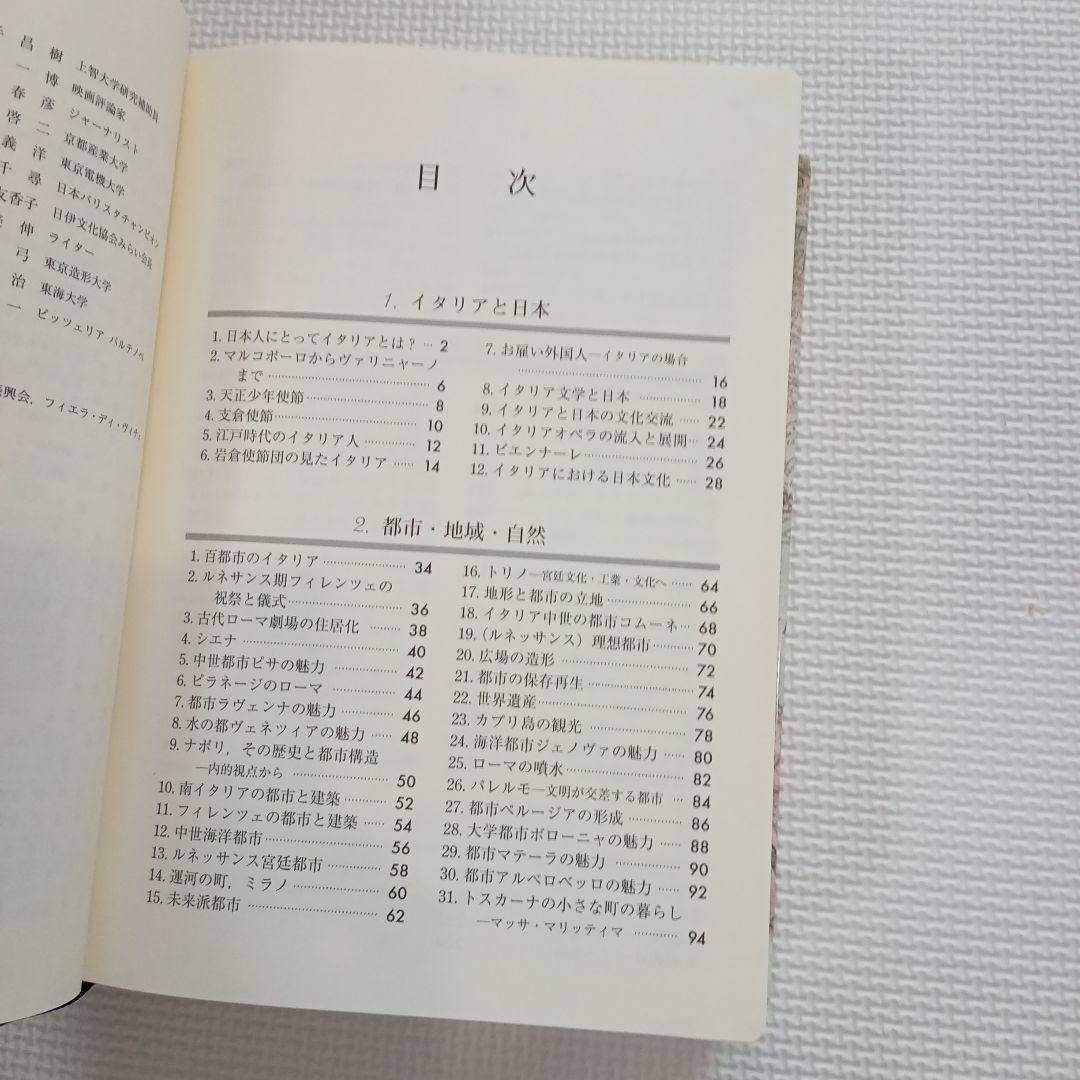 昌樹 上智大学研究補助員
一博 映画評論家
春彦 ジャーナリスト
啓二 京都産業大学
義洋 東京電機大学
千尋 日本バリスタチャンピオン
友香子 日伊文化協会みらい会長
伸 ライター
弓 東京造形大学
治 東海大学
一 ピッツェリア パルテノペ
興会,フィエラ・ディ・ヴィチェ
目次
1. イタリアと日本
1. 日本人にとってイタリアとは? … 2
2. マルコポーロからヴァリニャーノ
まで …… 6
3. 天正少年使節 …… 8
4. 支倉使節 …… 10
5. 江戸時代のイタリア人 …… 12
6. 岩倉使節団の見たイタリア …… 14
7. お雇い外国人―イタリアの場合
…… 16
8. イタリア文学と日本 …… 18
9. イタリアと日本の文化交流 …… 22
10. イタリアオペラの流入と展開… 24
11. ビエンナーレ …… 26
12. イタリアにおける日本文化 …… 28
2. 都市・地域・自然
1. 百都市のイタリア …… 34
2. ルネサンス期フィレンツェの
祝祭と儀式 …… 36
3. 古代ローマ劇場の住居化 …… 38
4. シエナ …… 40
5. 中世都市ピサの魅力 …… 42
6. ピラネージのローマ …… 44
7. 都市ラヴェンナの魅力 …… 46
8. 水の都ヴェネツィアの魅力 …… 48
9. ナポリ,その歴史と都市構造
―内的視点から …… 50
10. 南イタリアの都市と建築 …… 52
11. フィレンツェの都市と建築 …… 54
12. 中世海洋都市 …… 56
13. ルネッサンス宮廷都市 …… 58
14. 運河の町,ミラノ …… 60
15. 未来派都市 …… 62
16. トリノ―宮廷文化・工業・文化へ …… 64
17. 地形と都市の立地 …… 66
18. イタリア中世の都市コムーネ… 68
19. (ルネッサンス)理想都市 …… 70
20. 広場の造形 …… 72
21. 都市の保存再生 …… 74
22. 世界遺産 …… 76
23. カプリ島の観光 …… 78
24. 海洋都市ジェノヴァの魅力 …… 80
25. ローマの噴水 …… 82
26. パレルモ―文明が交差する都市 … 84
27. 都市ペルージアの形成 …… 86
28. 大学都市ボローニャの魅力 …… 88
29. 都市マテーラの魅力 …… 90
30. 都市アルベロベッロの魅力 …… 92
31. トスカーナの小さな町の暮らし
―マッサ・マリッティマ …… 94